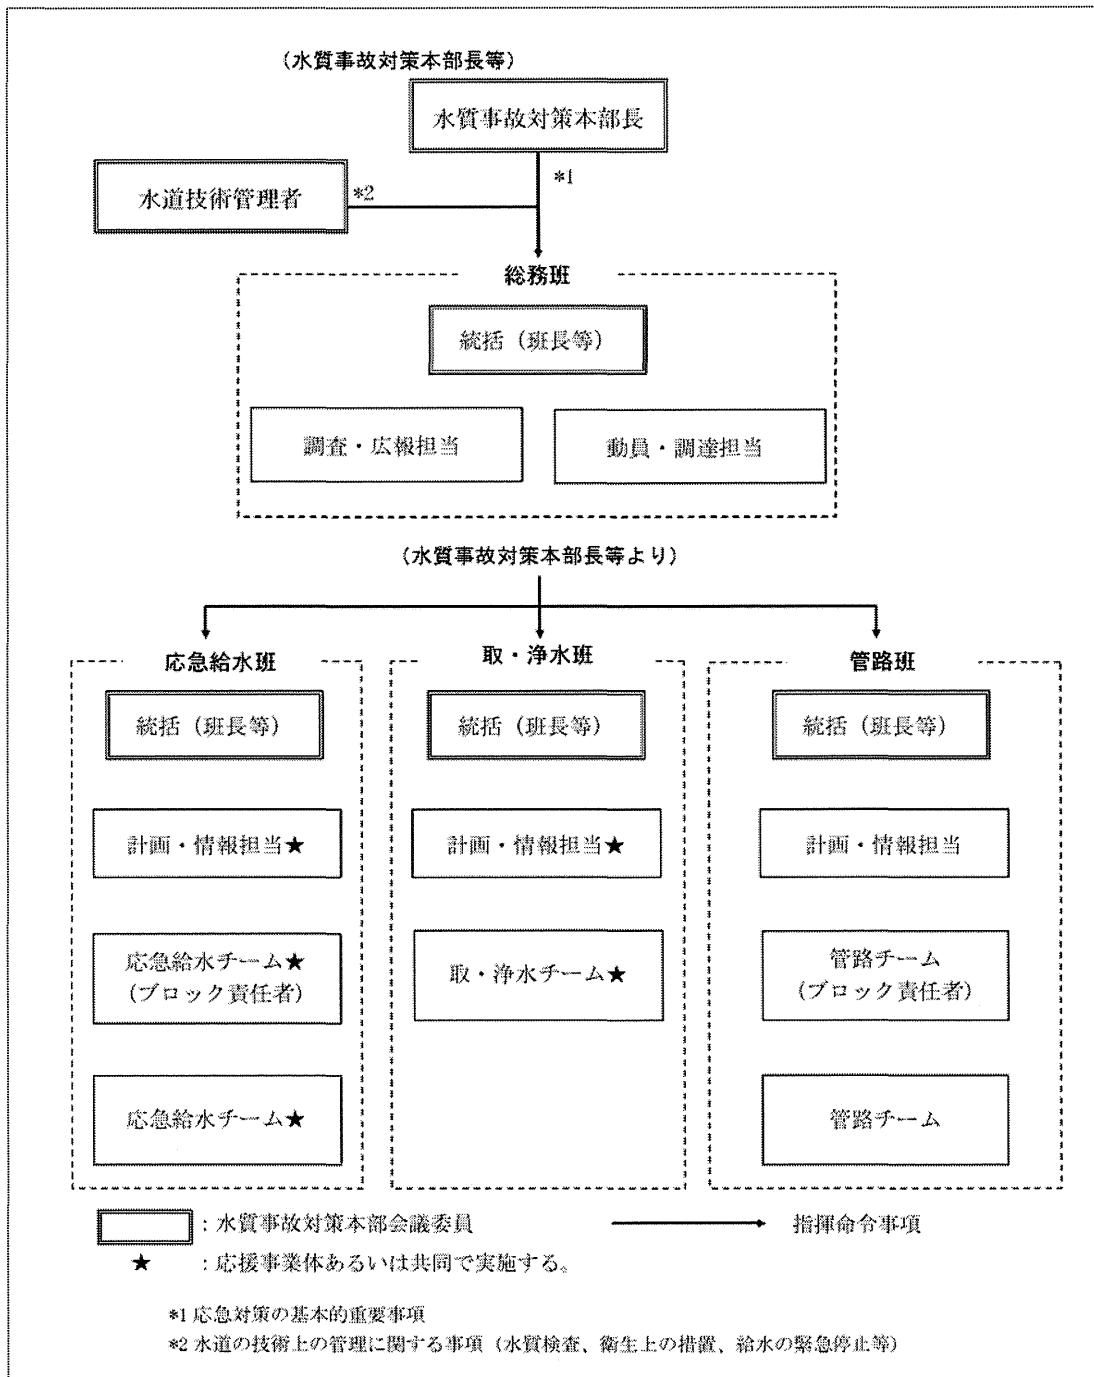 (水質事故対策本部長等)
水質事故対策本部長
*1
水道技術管理者
*2
総務班
統括（班長等）
調査・広報担当
動員・調達担当
(水質事故対策本部長等より)
応急給水班
取・浄水班
管路班
統括（班長等）
統括（班長等）
統括（班長等）
計画・情報担当★
計画・情報担当★
計画・情報担当
応急給水チーム★
(ブロック責任者)
取・浄水チーム★
管路チーム
(ブロック責任者)
応急給水チーム★
管路チーム
：水質事故対策本部会議委員
指揮命令事項
★ ：応援事業体あるいは共同で実施する。
*1 応急対策の基本的重要事項
*2 水道の技術上の管理に関する事項（水質検査、衛生上の措置、給水の緊急停止等）